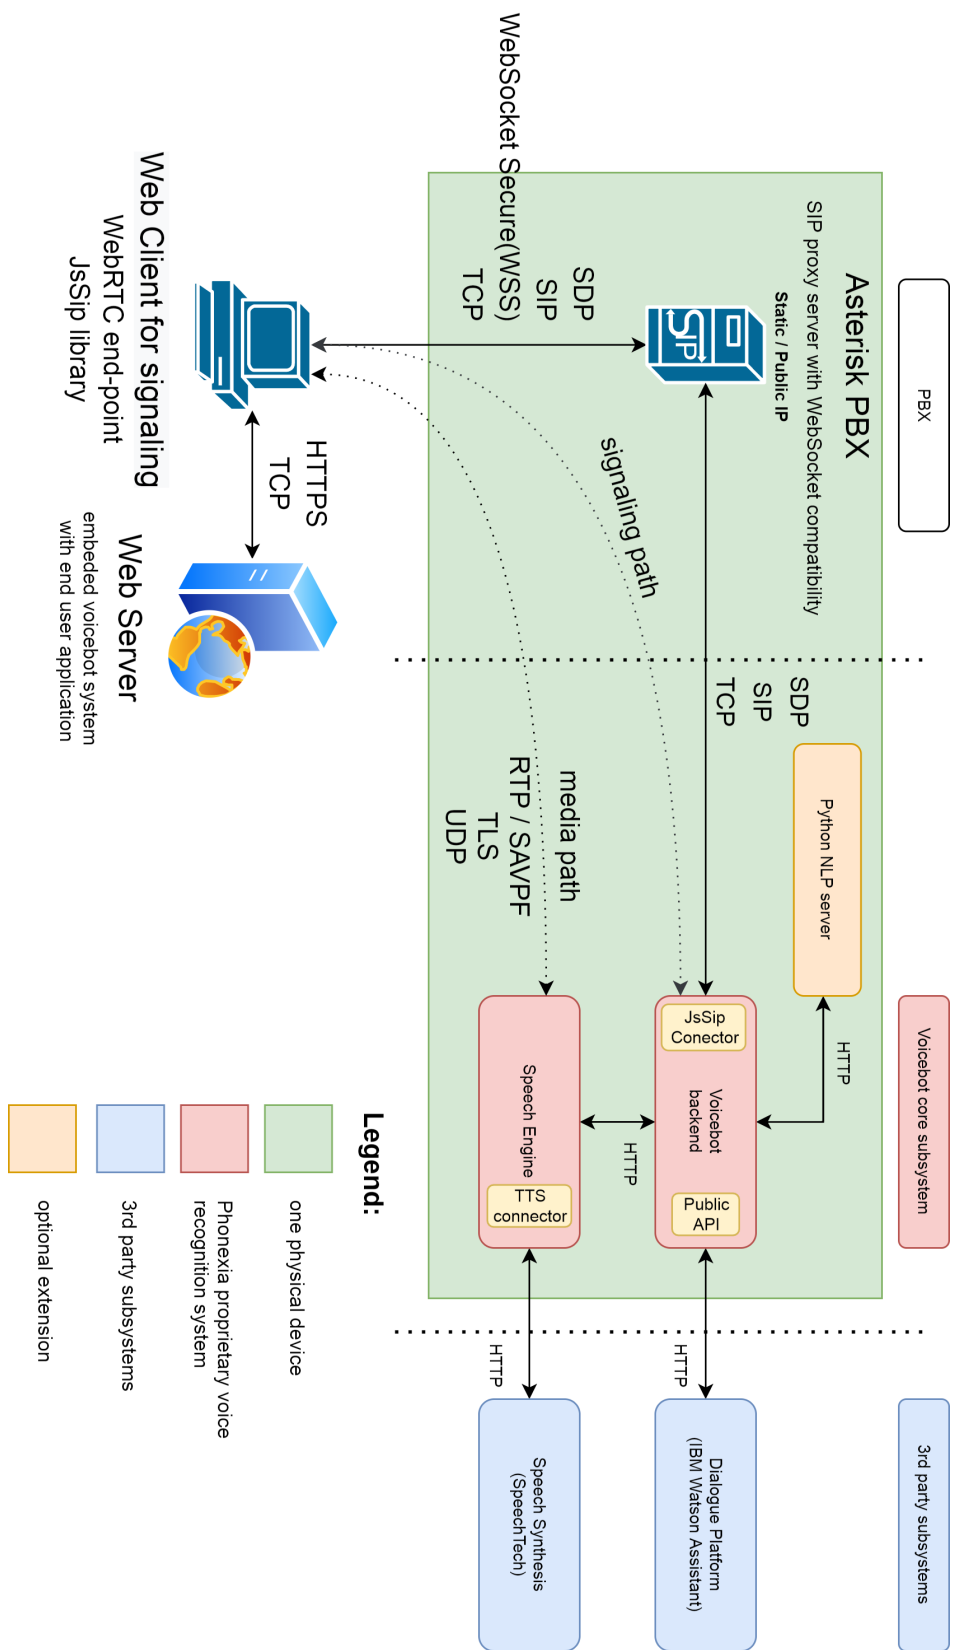 PBX
Voicebot core subsystem
3rd party subsystems
Asterisk PBX
SIP proxy server with WebSocket compatibility
Static / Public IP
SIP
SDP
SIP
TCP
Python NLP server
HTTP
JsSip
Conector
Voicebot
backend
Public
API
HTTP
Dialogue Platform
(IBM Watson Assistant)
signaling path
SDP
SIP
WebSocket Secure(WSS)
TCP
media path
RTP / SAVPF
TLS
UDP
HTTP
Speech Engine
TTS
connector
HTTP
Speech Synthesis
(SpeechTech)
HTTPS
TCP
Web Client for signaling
WebRTC end-point
JsSip library
Web Server
embeded voicebot system
with end user application
Legend:
one physical device
Phonexia proprietary voice
recognition system
3rd party subsystems
optional extension